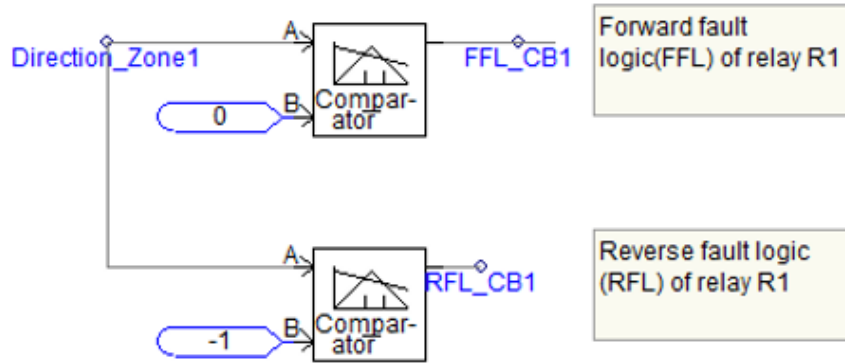 A
Direction_Zone1
B
0
Compar-
ator
FFL_CB1
Forward fault
logic(FFL) of relay R1
A
B
-1
Compar-
ator
RFL_CB1
Reverse fault logic
(RFL) of relay R1